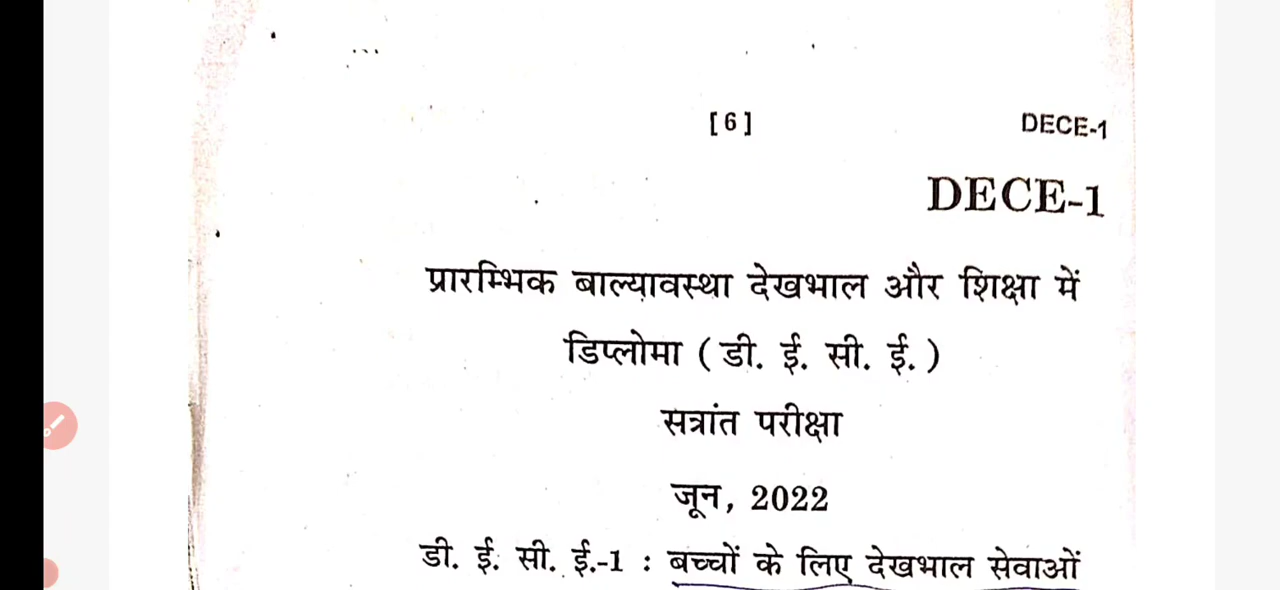 [6] DECE-1
DECE-1
प्रारम्भिक बाल्यावस्था देखभाल और शिक्षा में
डिप्लोमा ( डी. ई. सी. ई. )
सत्रांत परीक्षा
जून, 2022
डी. ई. सी. ई.-1 : बच्चों के लिए देखभाल सेवाओं